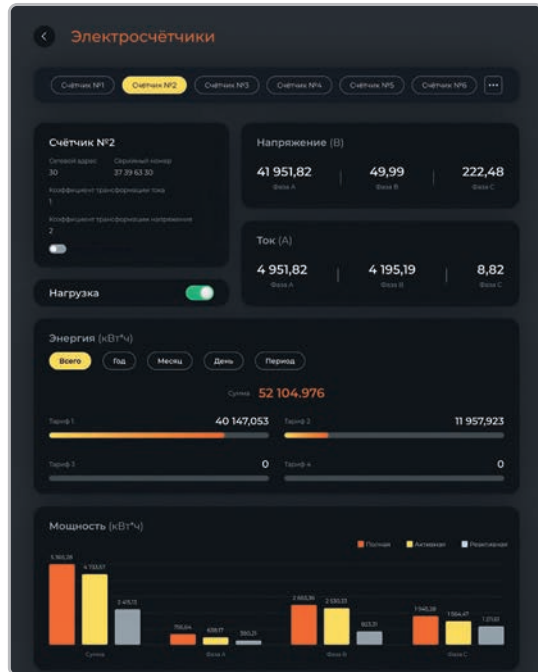 Электросчётчики
Счётчик №1 Счётчик №2 Счётчик №3 Счётчик №4 Счётчик №5 Счётчик №6
Счётчик №2
Сетевой адрес Серийный номер
30 37 39 63 30
Коэффициент трансформации тока
1
Коэффициент трансформации напряжения
2
Нагрузка
Напряжение (В)
41 951,82 49,99 222,48
Фаза A Фаза B Фаза C
Ток (А)
4 951,82 4 195,19 8,82
Фаза A Фаза B Фаза C
Энергия (кВт*ч)
Всего Год Месяц День Период
Сумма 52 104.976
Тариф 1 40 147,053 Тариф 2 11 957,923
Тариф 3 0 Тариф 4 0
Мощность (кВт*ч)
Полная Активная Реактивная
Сумма Фаза A Фаза B Фаза C